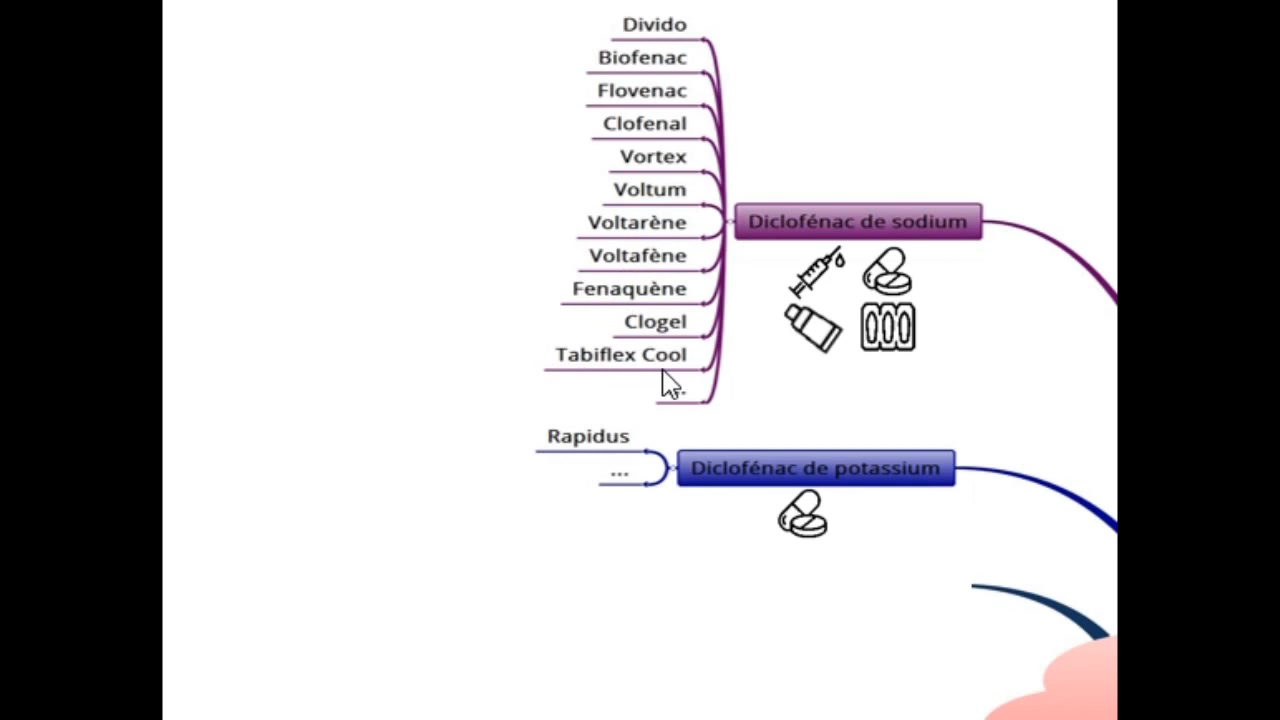 Divido
Biofenac
Flovenac
Clofenal
Vortex
Voltum
Voltarène
Voltafène
Fenaquène
Clogel
Tabiflex Cool
Diclofénac de sodium
Rapidus
...
Diclofénac de potassium